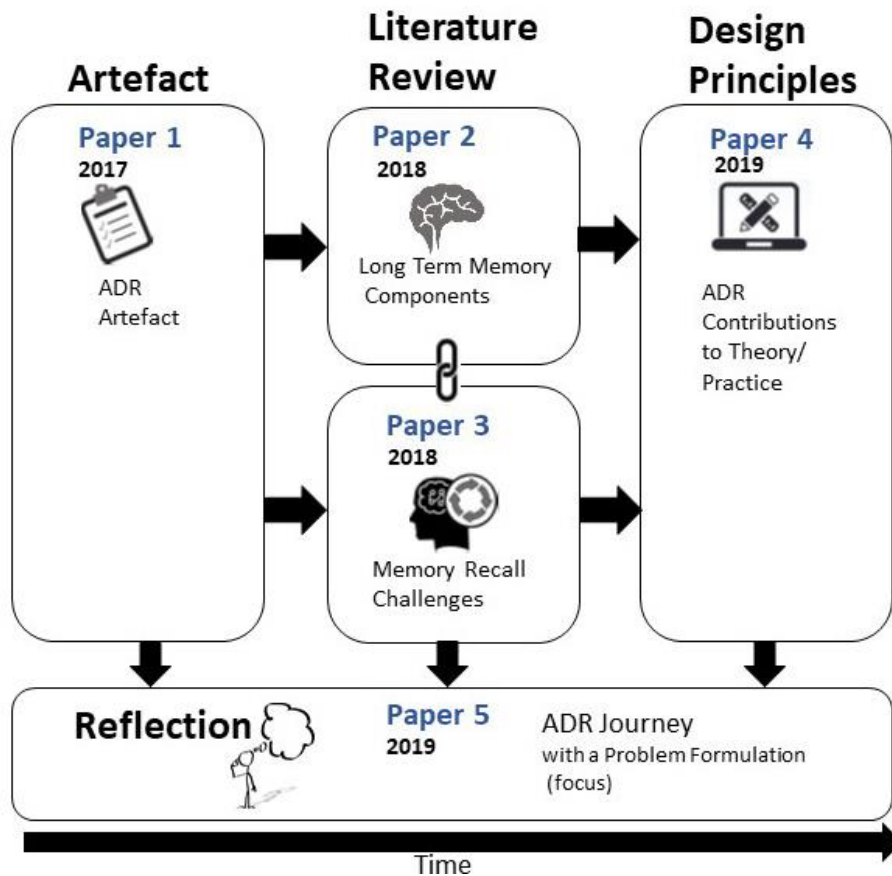 Artefact
Literature
Review
Design
Principles
Paper 1
2017
ADR
Artefact
Paper 2
2018
Long Term Memory
Components
Paper 3
2018
Memory Recall
Challenges
Paper 4
2019
ADR
Contributions
to Theory/
Practice
Reflection
Paper 5
2019
ADR Journey
with a Problem Formulation
(focus)
Time